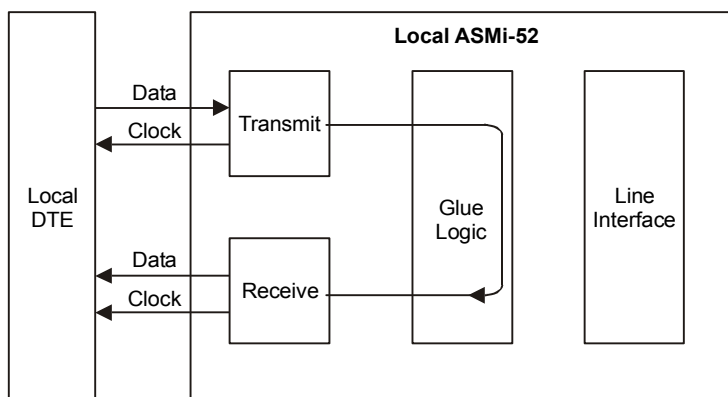 Local ASMi-52
Data
Clock
Transmit
Local
DTE
Glue
Logic
Line
Interface
Data
Clock
Receive